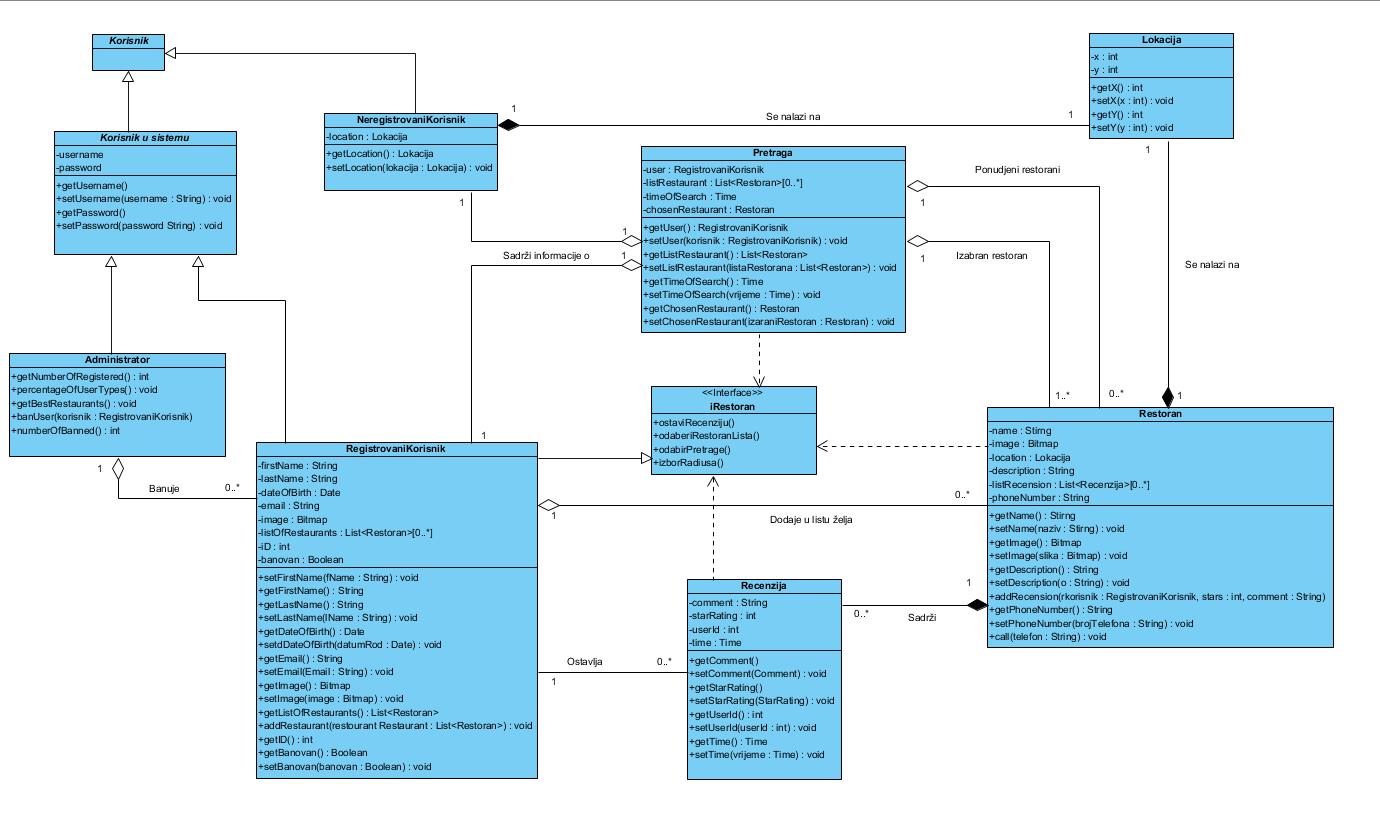 Korisnik
Korisnik u sistemu
-username
-password
+getUsername()
+setUsername(username : String) : void
+getPassword()
+setPassword(password String) : void
NeregistrovaniKorisnik
-location : Lokacija
+getLocation() : Lokacija
+setLocation(lokacija : Lokacija) : void
1
Se nalazi na
1
Lokacija
-x : int
-y : int
+getX() : int
+setX(x : int) : void
+getY() : int
+setY(y : int) : void
1
Se nalazi na
1
Pretraga
-user : RegistrovaniKorisnik
-listRestaurant : List<Restoran>[0..*]
-timeOfSearch : Time
-chosenRestaurant : Restoran
+getUser() : RegistrovaniKorisnik
+setUser(korisnik : RegistrovaniKorisnik) : void
+getListRestaurant() : List<Restoran>
+setListRestaurant(listaRestorana : List<Restoran>) : void
+getTimeOfSearch() : Time
+setTimeOfSearch(vrijeme : Time) : void
+getChosenRestaurant() : Restoran
+setChosenRestaurant(izaraniRestoran : Restoran) : void
1
1
Sadrži informacije o
1
1
Ponudjeni restorani
1
0..*
Izabran restoran
1
1..*
Administrator
+getNumberOfRegistered() : int
+percentageOfUserTypes() : void
+getBestRestaurants() : void
+banUser(korisnik : RegistrovaniKorisnik)
+numberOfBanned() : int
1
Banuje
0..*
<<Interface>>
iRestoran
+ostaviRecenziju()
+odaberiRestoranLista()
+odabirPretrage()
+izborRadiusa()
RegistrovaniKorisnik
-firstName : String
-lastName : String
-dateOfBirth : Date
-email : String
-image : Bitmap
-listOfRestaurants : List<Restoran>[0..*]
-iD : int
-banovan : Boolean
+setFirstName(fName : String) : void
+getFirstName() : String
+getLastName() : String
+setLastName(lName : String) : void
+getDateOfBirth() : Date
+setdDateOfBirth(datumRod : Date) : void
+getEmail() : String
+setEmail(Email : String) : void
+getImage() : Bitmap
+setImage(image : Bitmap) : void
+getListOfRestaurants() : List<Restoran>
+addRestaurant(restourant Restaurant : List<Restoran>) : void
+getID() : int
+getBanovan() : Boolean
+setBanovan(banovan : Boolean) : void
1
Dodaje u listu želja
0..*
Restoran
-name : Stirng
-image : Bitmap
-location : Lokacija
-description : String
-listRecension : List<Recenzija>[0..*]
-phoneNumber : String
+getName() : Stirng
+setName(naziv : Stirng) : void
+getImage() : Bitmap
+setImage(slika : Bitmap) : void
+getDescription() : String
+setDescription(o : String) : void
+addRecension(rkorisnik : RegistrovaniKorisnik, stars : int, comment : String)
+getPhoneNumber() : String
+setPhoneNumber(brojTelefona : String) : void
+call(telefon : String) : void
Recenzija
-comment : String
-starRating : int
-userId : int
-time : Time
+getComment()
+setComment(Comment) : void
+getStarRating()
+setStarRating(StarRating) : void
+getUserId() : int
+setUserId(userId : int) : void
+getTime() : Time
+setTime(vrijeme : Time) : void
Ostavlja
1
0..*
0..*
Sadrži
1